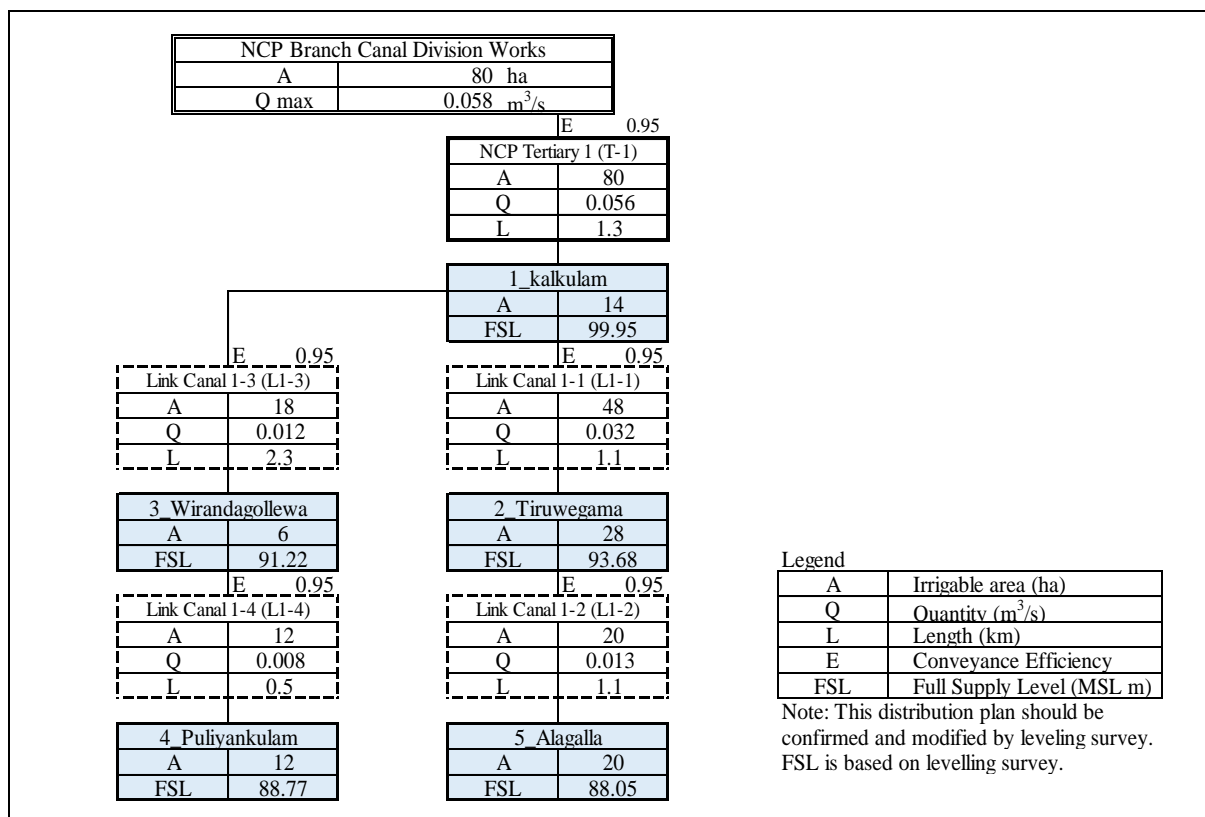 NCP Branch Canal Division Works
A 80 ha
Q max 0.058 m³/s
E 0.95
NCP Tertiary 1 (T-1)
A 80
Q 0.056
L 1.3
1_kalkulam
A 14
FSL 99.95
E 0.95
Link Canal 1-3 (L1-3)
A 18
Q 0.012
L 2.3
E 0.95
Link Canal 1-1 (L1-1)
A 48
Q 0.032
L 1.1
3_Wirandagollewa
A 6
FSL 91.22
2_Tiruwegama
A 28
FSL 93.68
E 0.95
Link Canal 1-4 (L1-4)
A 12
Q 0.008
L 0.5
E 0.95
Link Canal 1-2 (L1-2)
A 20
Q 0.013
L 1.1
4_Puliyankulam
A 12
FSL 88.77
5_Alagalla
A 20
FSL 88.05
Legend
A Irrigable area (ha)
Q Quantity (m³/s)
L Length (km)
E Conveyance Efficiency
FSL Full Supply Level (MSL m)
Note: This distribution plan should be
confirmed and modified by leveling survey.
FSL is based on levelling survey.